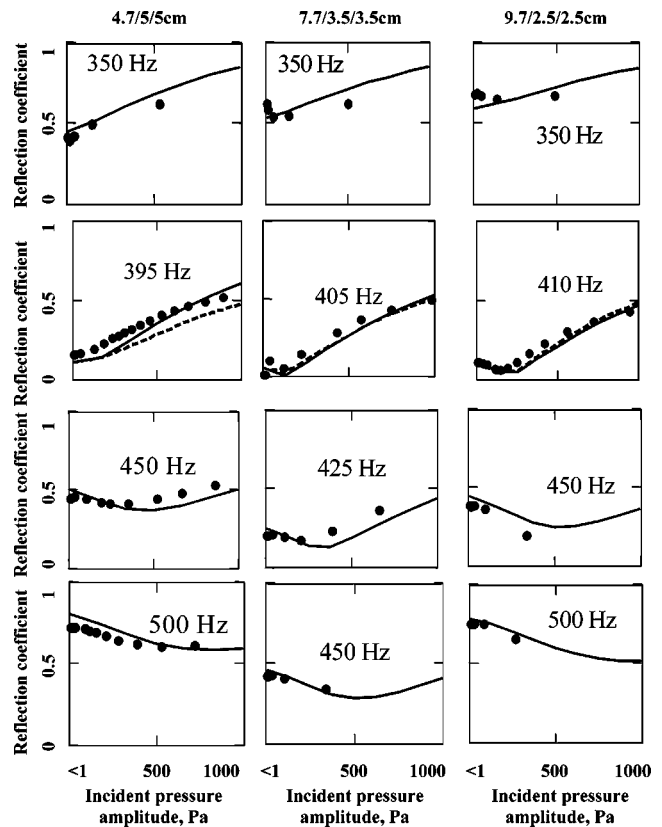 4.7/5/5cm 7.7/3.5/3.5cm 9.7/2.5/2.5cm
Reflection coefficient 0 0.5 1 350 Hz 350 Hz 350 Hz
Reflection coefficient 0 0.5 1 395 Hz 405 Hz 410 Hz
Reflection coefficient 0 0.5 1 450 Hz 425 Hz 450 Hz
Reflection coefficient 0 0.5 1 500 Hz 450 Hz 500 Hz
<1 500 1000 <1 500 1000 <1 500 1000
Incident pressure Incident pressure Incident pressure
amplitude, Pa amplitude, Pa amplitude, Pa